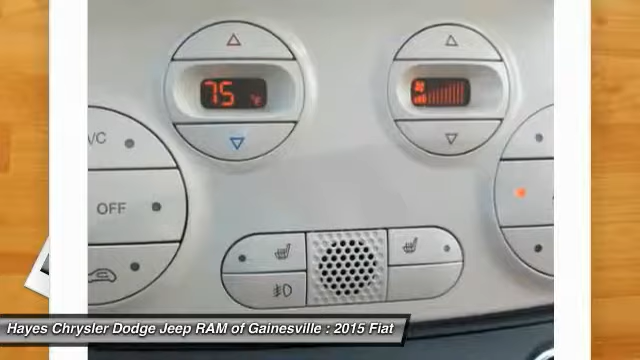 75 °F
/C
OFF
Hayes Chrysler Dodge Jeep RAM of Gainesville : 2015 Fiat